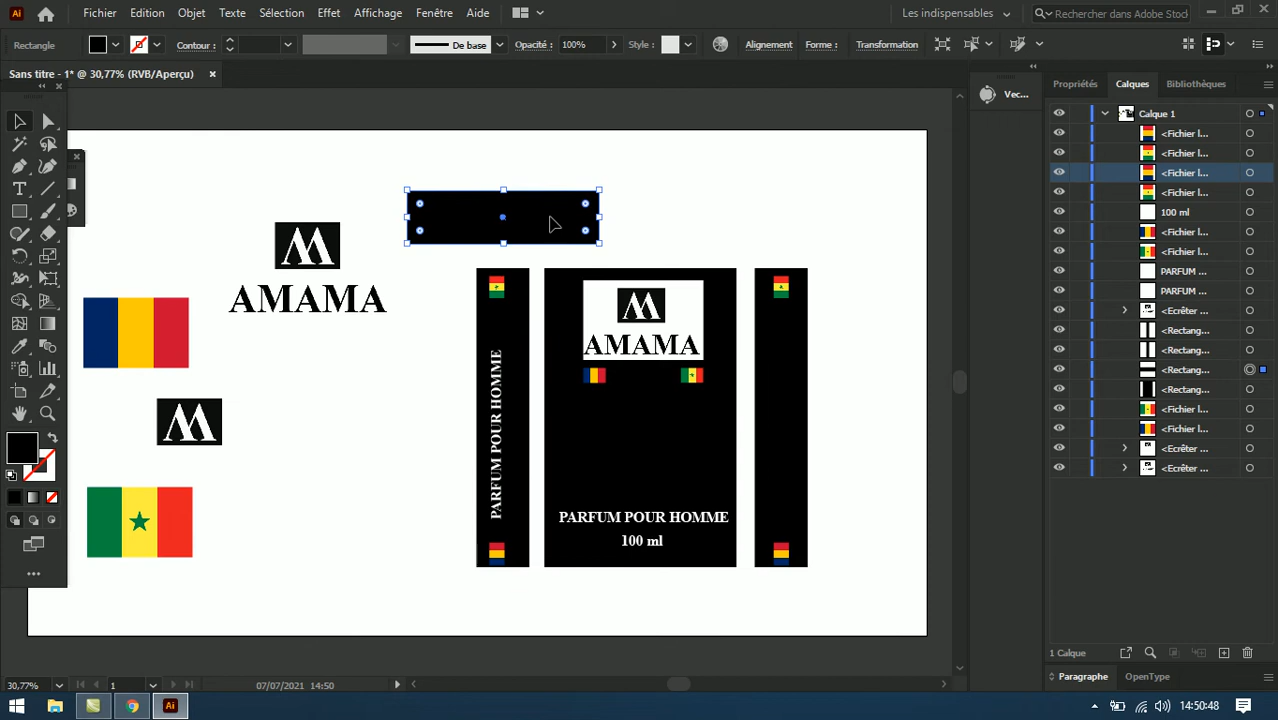 Ai Fichier Edition Objet Texte Sélection Effet Affichage Fenêtre Aide Les indispensables Rechercher dans Adobe Stock
Rectangle Contour : De base Opacité : 100% Style : Alignement Forme : Transformation
Sans titre - 1* @ 30,77% (RVB/Aperçu)
Vec...
Propriétés Calques Bibliothèques
Calque 1
<Fichier l...
<Fichier l...
<Fichier l...
<Fichier l...
100 ml
<Fichier l...
<Fichier l...
PARFUM ...
PARFUM ...
Ecrêter ...
<Rectang...
<Rectang...
<Rectang...
<Rectang...
<Fichier l...
<Fichier l...
Ecrêter ...
Ecrêter ...
M
AMAMA
M
M
AMAMA
PARFUM POUR HOMME
PARFUM POUR HOMME
100 ml
1 Calque
Paragraphe OpenType
30,77% 1 07/07/2021 14:50
Ai 14:50:48